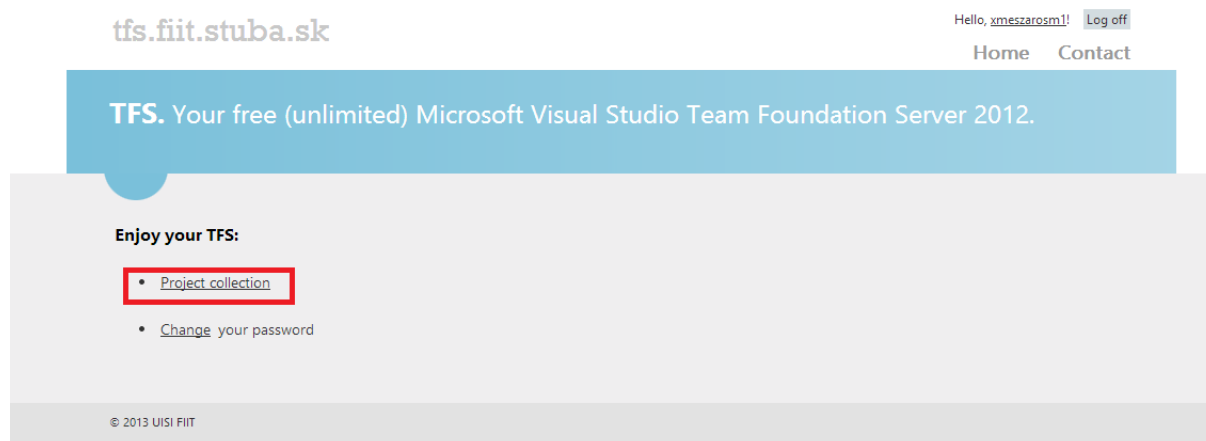 tfs.fiit.stuba.sk
Hello, xmeszarosm1! Log off
Home Contact
TFS. Your free (unlimited) Microsoft Visual Studio Team Foundation Server 2012.
Enjoy your TFS:
• Project collection
• Change your password
© 2013 UISI FIIT